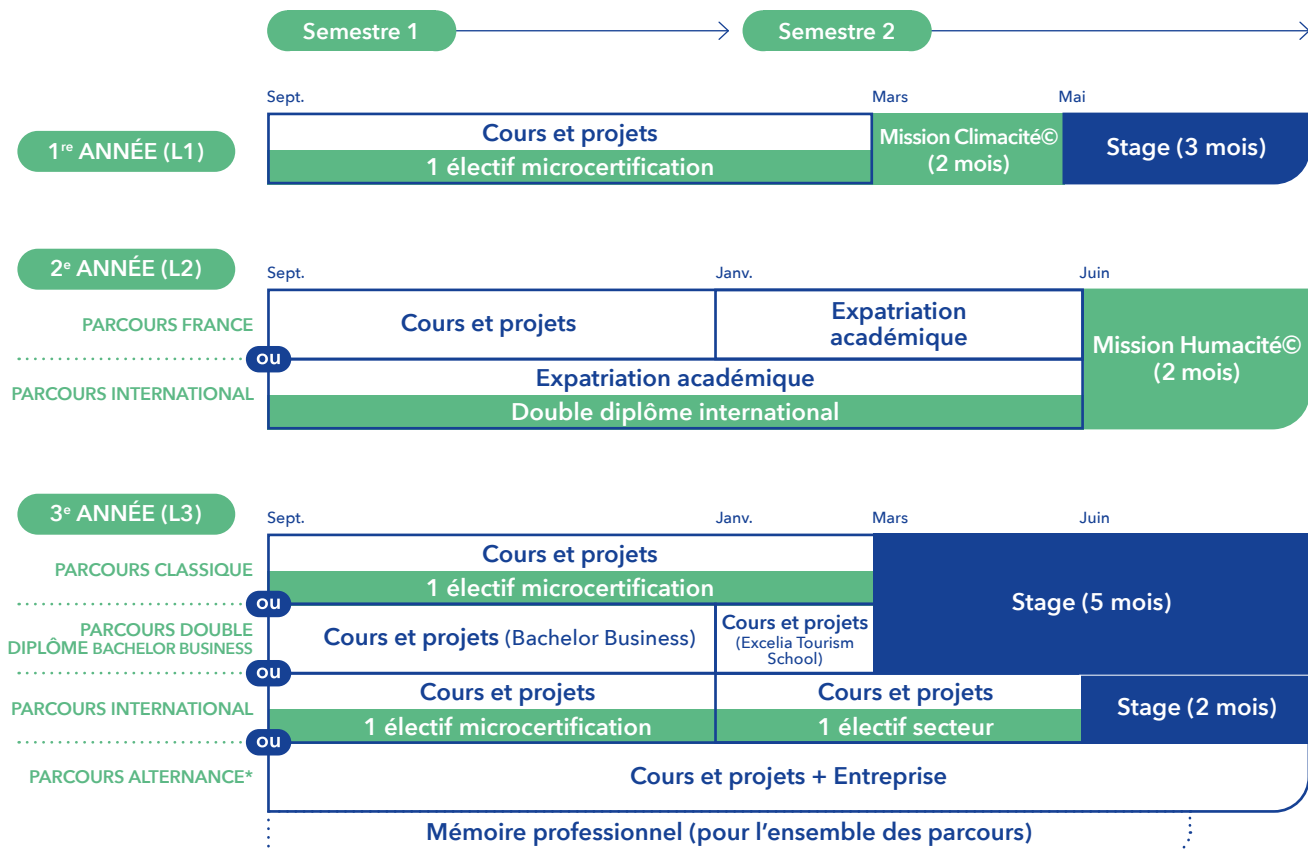 Semestre 1
Semestre 2
Sept.
Mars
Mai
1re ANNÉE (L1)
Cours et projets
1 électif microcertification
Mission Climacité©
(2 mois)
Stage (3 mois)
2e ANNÉE (L2)
Sept.
Janv.
Juin
PARCOURS FRANCE
Cours et projets
Expatriation
académique
Mission Humacité©
(2 mois)
ou
PARCOURS INTERNATIONAL
Expatriation académique
Double diplôme international
3e ANNÉE (L3)
Sept.
Janv.
Mars
Juin
PARCOURS CLASSIQUE
Cours et projets
1 électif microcertification
Stage (5 mois)
ou
PARCOURS DOUBLE
DIPLÔME BACHELOR BUSINESS
Cours et projets (Bachelor Business)
Cours et projets
(Excelia Tourism
School)
ou
PARCOURS INTERNATIONAL
Cours et projets
1 électif microcertification
Cours et projets
1 électif secteur
Stage (2 mois)
ou
PARCOURS ALTERNANCE*
Cours et projets + Entreprise
Mémoire professionnel (pour l'ensemble des parcours)